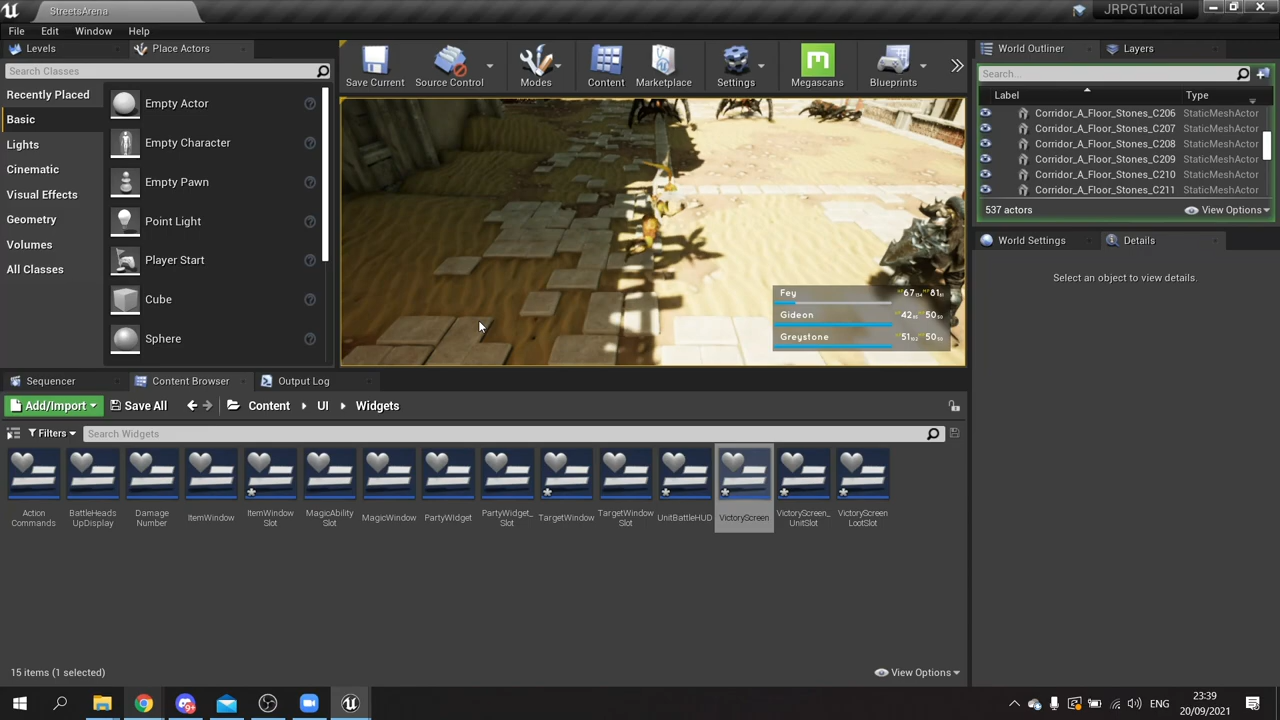 StreetsArena
JRPGTutorial
File Edit Window Help
Levels Place Actors
Search Classes
Recently Placed
Basic
Lights
Cinematic
Visual Effects
Geometry
Volumes
All Classes
Empty Actor
Empty Character
Empty Pawn
Point Light
Player Start
Cube
Sphere
Save Current Source Control Modes Content Marketplace Settings Megascans Blueprints
Fey 67 81
Gideon 42 50
Greystone 51 50
World Outliner Layers
Search...
Label Type
Corridor_A_Floor_Stones_C206 StaticMeshActor
Corridor_A_Floor_Stones_C207 StaticMeshActor
Corridor_A_Floor_Stones_C208 StaticMeshActor
Corridor_A_Floor_Stones_C209 StaticMeshActor
Corridor_A_Floor_Stones_C210 StaticMeshActor
Corridor_A_Floor_Stones_C211 StaticMeshActor
537 actors View Options
World Settings Details
Select an object to view details.
Sequencer Content Browser Output Log
Add/Import Save All Content UI Widgets
Filters Search Widgets
Action
Commands
BattleHeads
UpDisplay
Damage
Number
ItemWindow
ItemWindow
Slot
MagicAbility
Slot
MagicWindow
PartyWIdget
PartyWidget_
Slot
TargetWindow
TargetWindow
Slot
UnitBattleHUD
VictoryScreen
VictoryScreen_
UnitSlot
VictoryScreen
LootSlot
15 items (1 selected) View Options
ENG
23:39
20/09/2021